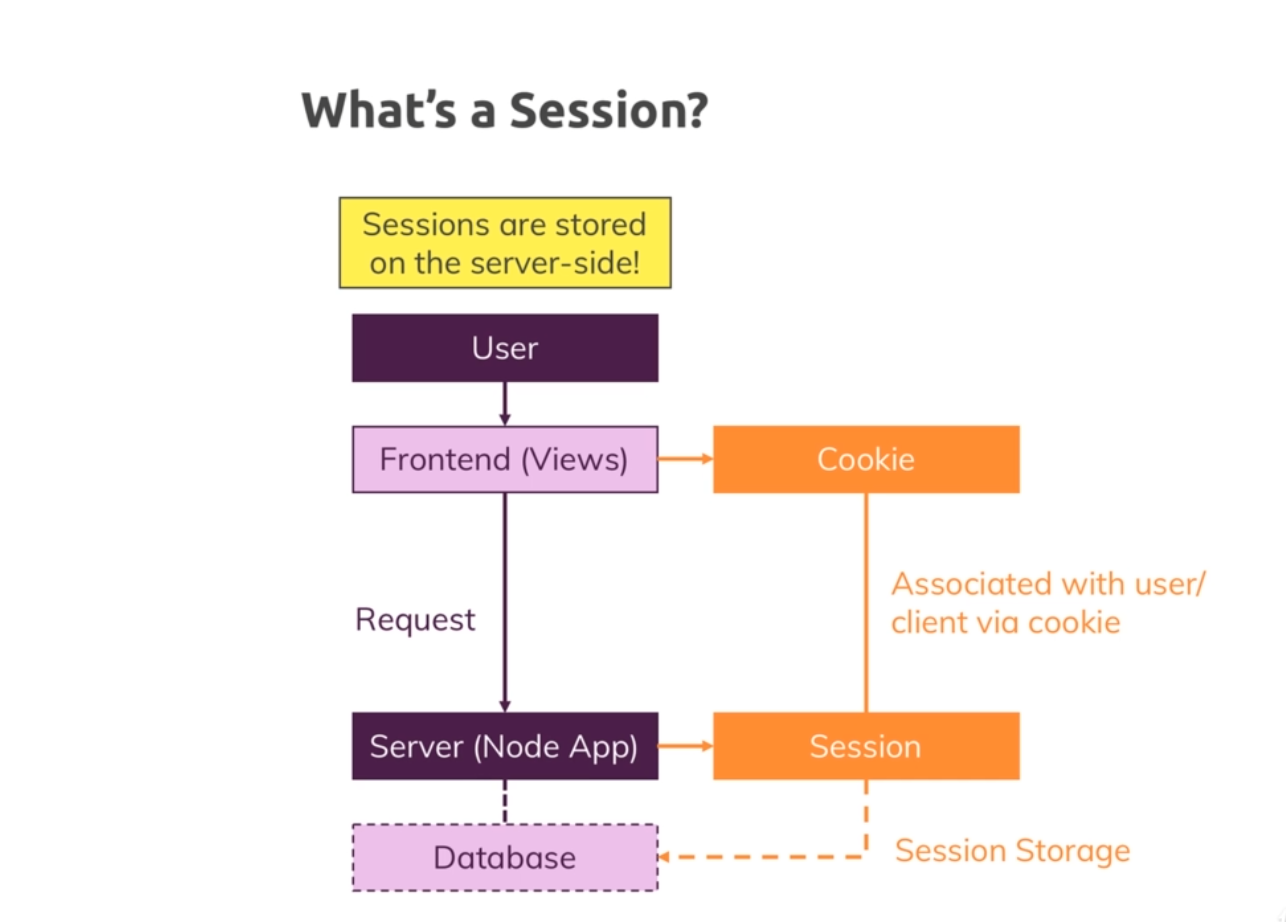 What's a Session?
Sessions are stored
on the server-side!
User
Frontend (Views)
Cookie
Associated with user/
client via cookie
Request
Server (Node App)
Session
Database
Session Storage